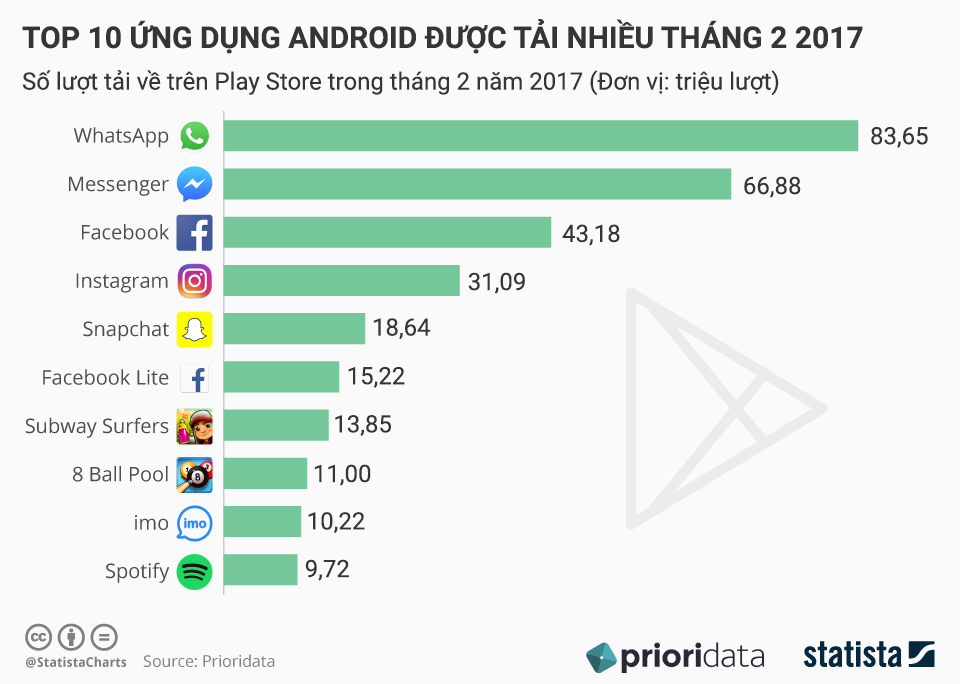 TOP 10 ỨNG DỤNG ANDROID ĐƯỢC TẢI NHIỀU THÁNG 2 2017
Số lượt tải về trên Play Store trong tháng 2 năm 2017 (Đơn vị: triệu lượt)
WhatsApp 83,65
Messenger 66,88
Facebook 43,18
Instagram 31,09
Snapchat 18,64
Facebook Lite 15,22
Subway Surfers 13,85
8 Ball Pool 8 11,00
imo imo 10,22
Spotify 9,72
cc
@StatistaCharts Source: Prioridata
prioridata
statista